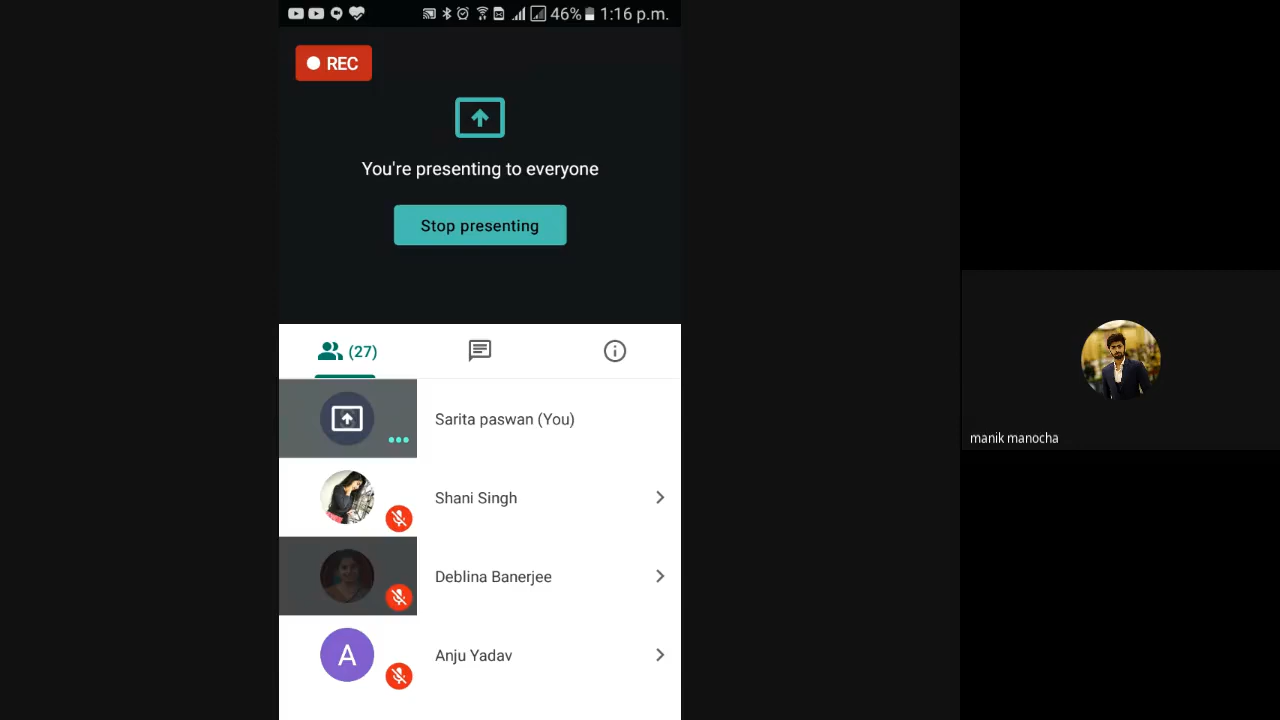 46% 1:16 p.m.
REC
You're presenting to everyone
Stop presenting
(27)
Sarita paswan (You)
Shani Singh
Deblina Banerjee
A
Anju Yadav
manik manocha